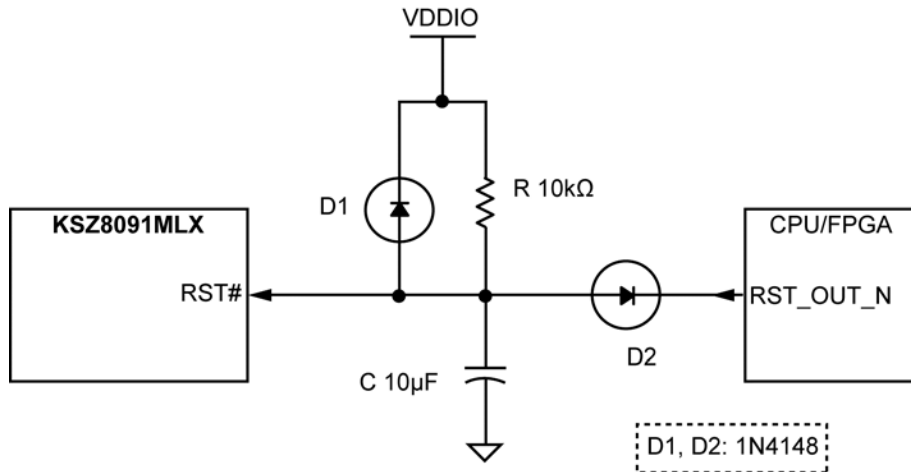 VDDIO
D1
R 10kΩ
KSZ8091MLX
CPU/FPGA
RST#
RST_OUT_N
D2
C 10µF
D1, D2: 1N4148